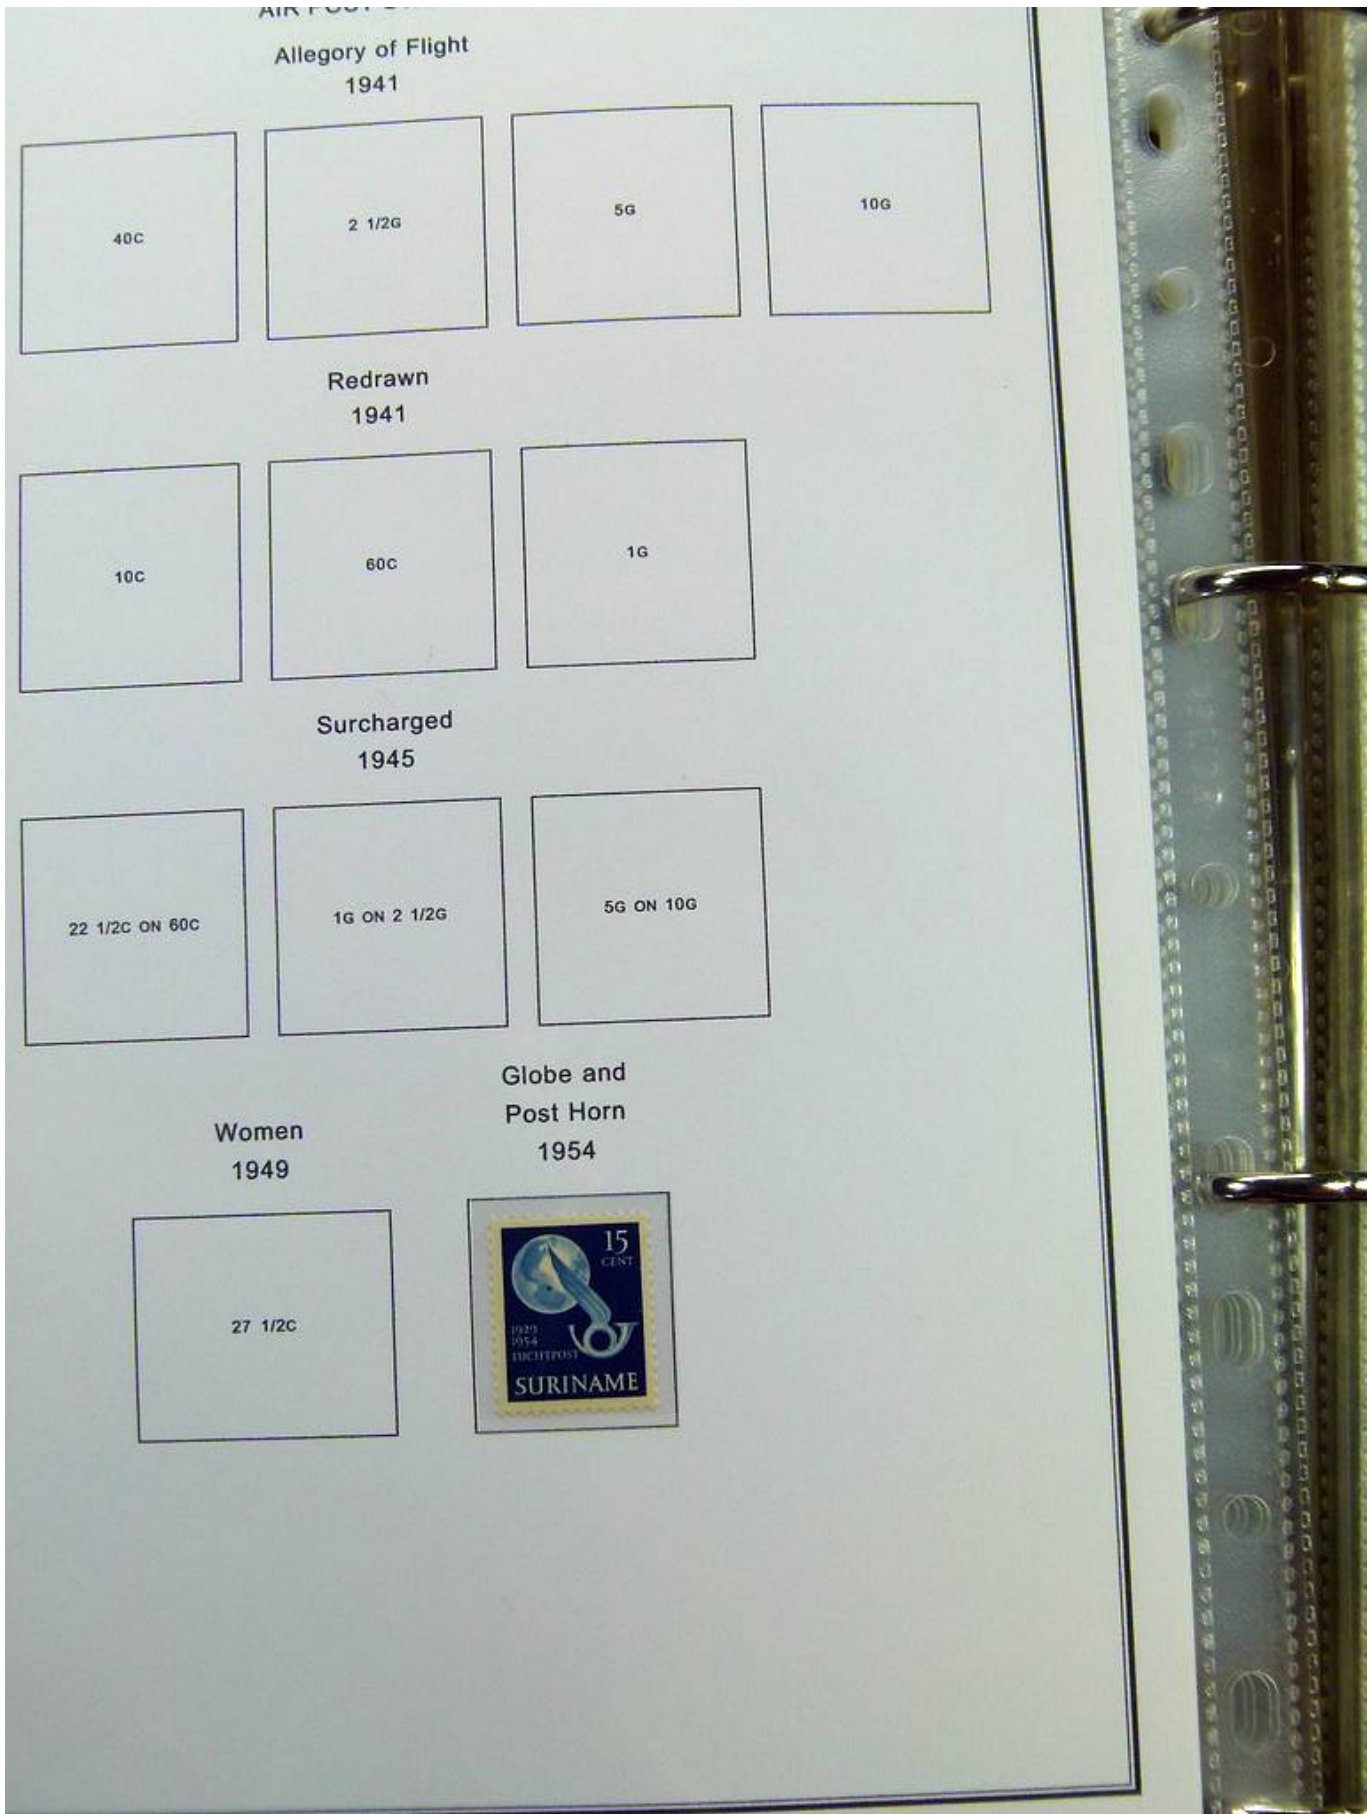 AIR POST
Allegory of Flight
1941
40C
2 1/2G
5G
10G
Redrawn
1941
10C
60C
1G
Surcharged
1945
22 1/2C ON 60C
1G ON 2 1/2G
5G ON 10G
Women
1949
27 1/2C
Globe and
Post Horn
1954
15
CENT
1929
1954
LUCHTPOST
SURINAME